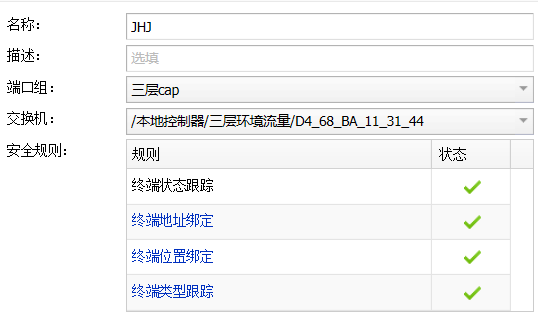 名称: JHJ
描述: 选填
端口组: 三层cap
交换机: /本地控制器/三层环境流量/D4_68_BA_11_31_44
安全规则: 规则 状态
终端状态跟踪
终端地址绑定
终端位置绑定
终端类型跟踪